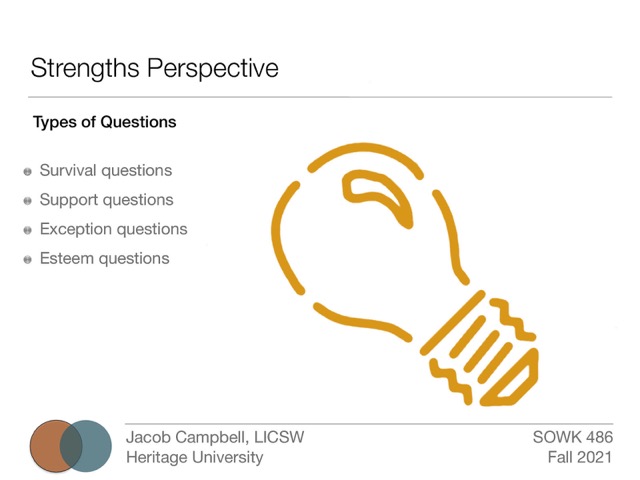 Strengths Perspective
Types of Questions
Survival questions
Support questions
Exception questions
Esteem questions
Jacob Campbell, LICSW
Heritage University
SOWK 486
Fall 2021